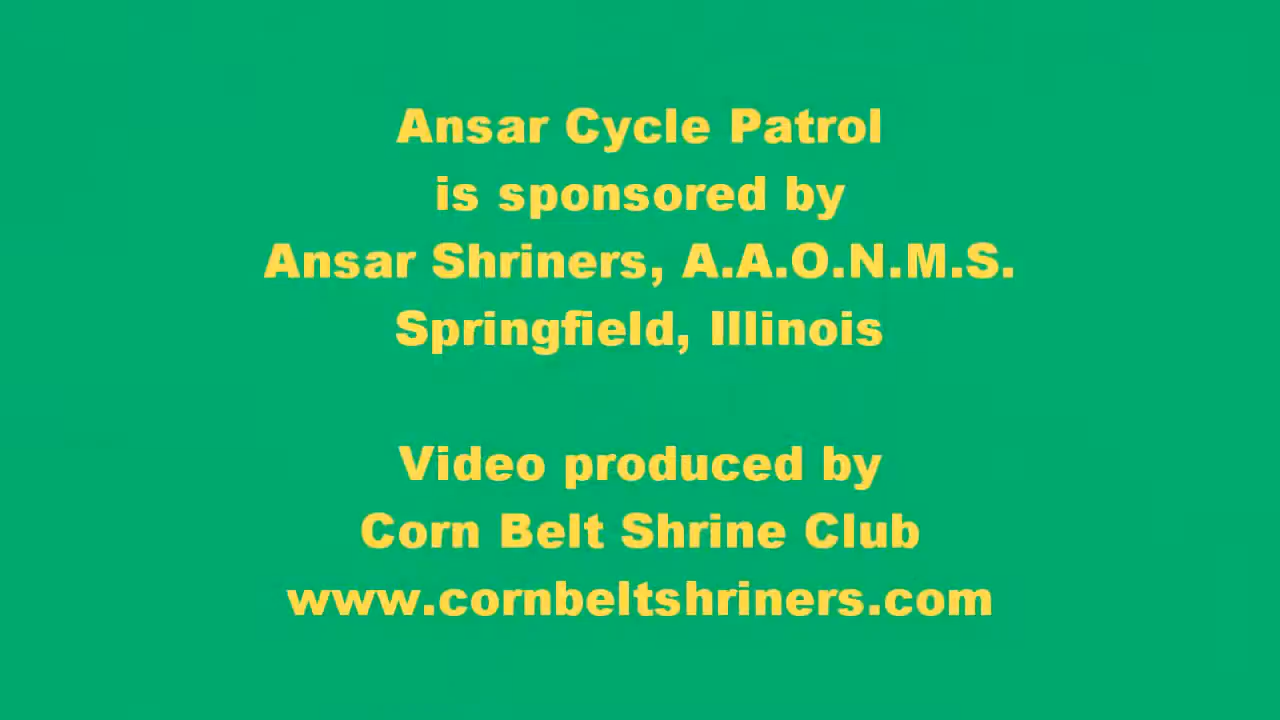 Ansar Cycle Patrol
is sponsored by
Ansar Shriners, A.A.O.N.M.S.
Springfield, Illinois
Video produced by
Corn Belt Shrine Club
www.cornbeltshriners.com